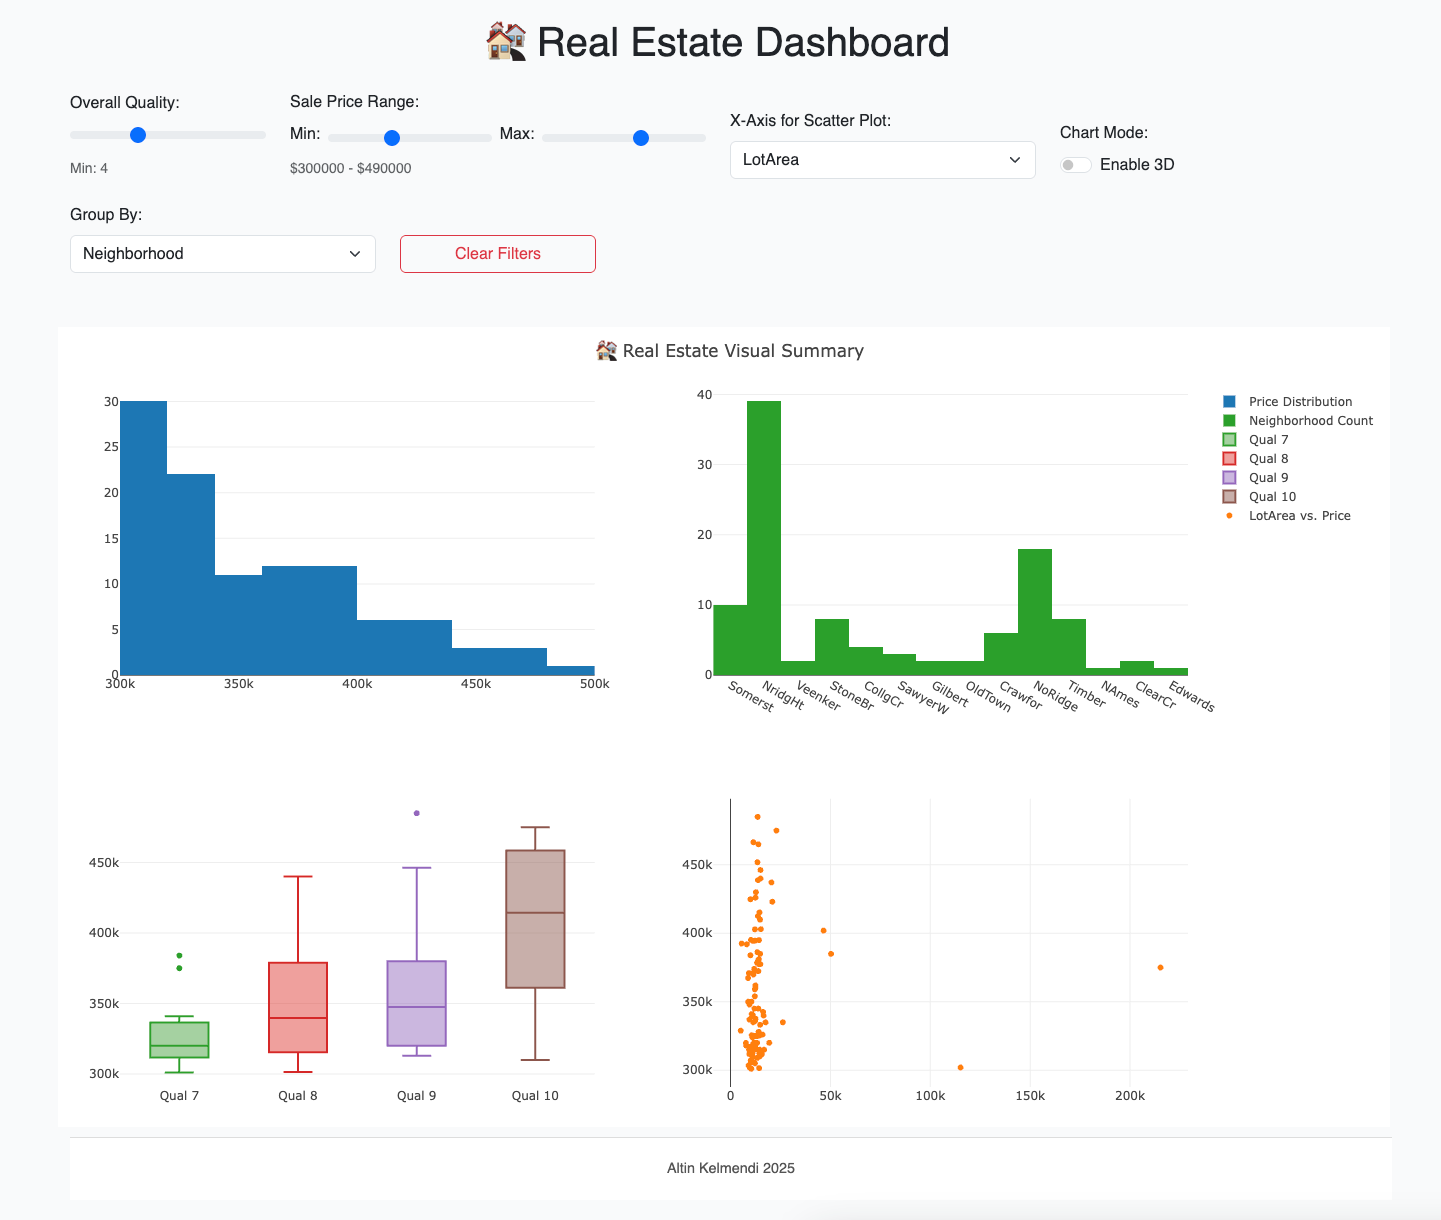 Real Estate Dashboard
Overall Quality:
Min: 4
Sale Price Range:
Min:
Max:
$300000 - $490000
X-Axis for Scatter Plot:
LotArea
Chart Mode:
Enable 3D
Group By:
Neighborhood
Clear Filters
Real Estate Visual Summary
30
25
20
15
10
5
0
300k
350k
400k
450k
500k
40
30
20
10
0
Somerst
NridgHt
Veenker
StoneBr
CollgCr
SawyerW
Gilbert
OldTown
Crawfor
NoRidge
Timber
NAmes
ClearCr
Edwards
Price Distribution
Neighborhood Count
Qual 7
Qual 8
Qual 9
Qual 10
LotArea vs. Price
450k
400k
350k
300k
Qual 7
Qual 8
Qual 9
Qual 10
450k
400k
350k
300k
0
50k
100k
150k
200k
Altin Kelmendi 2025